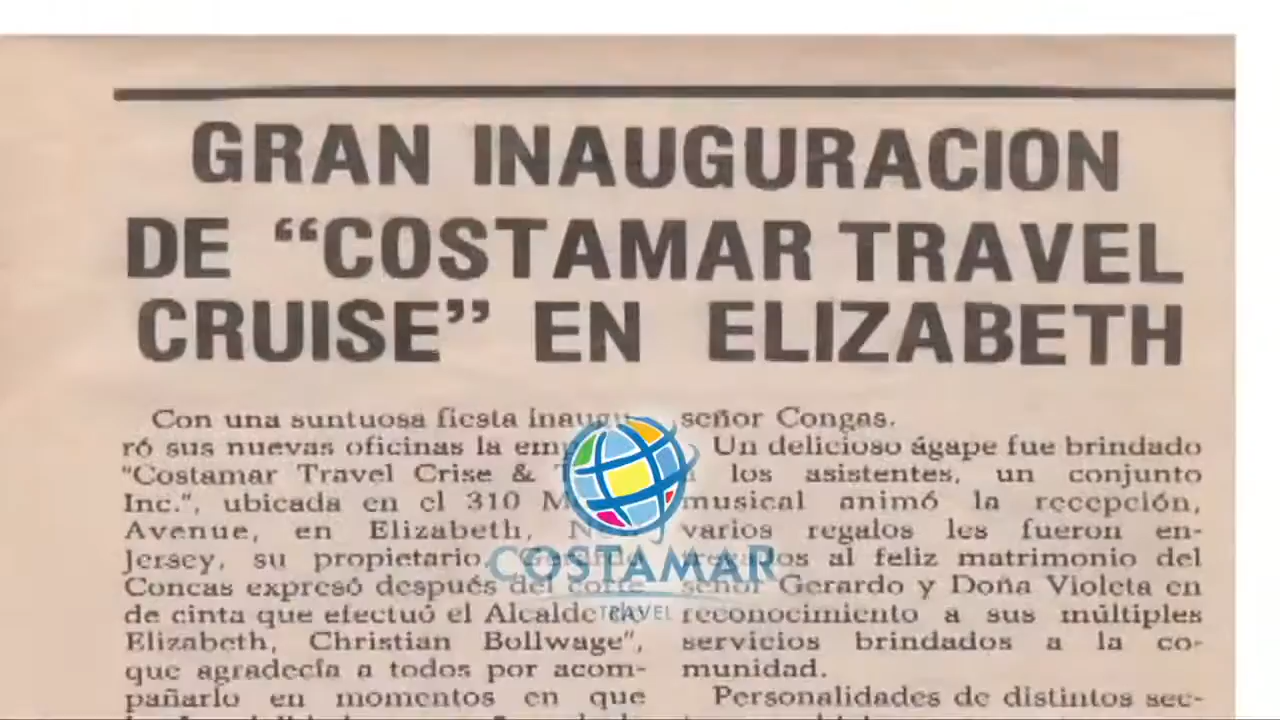 GRAN INAUGURACION
DE “COSTAMAR TRAVEL
CRUISE” EN ELIZABETH
Con una suntuosa fiesta inaugu-
ró sus nuevas oficinas la
"Costamar Travel Crise &
Inc.", ubicada en el 310
Avenue, en Elizabeth,
Jersey, su propietario
Concas expresó después del corte
de cinta que efectuó el Alcalde
Elizabeth, Christian Bollwage",
que agradecía a todos por acom-
pañarlo en momentos en que
señor Congas.
Un delicioso ágape fue brindado
los asistentes, un conjunto
musical animó la recepción,
varios regalos les fueron en-
al feliz matrimonio del
señor Gerardo y Doña Violeta en
reconocimiento a sus múltiples
servicios brindados a la co-
munidad.
Personalidades de distintos sec-
COSTAMAR
TRAVEL